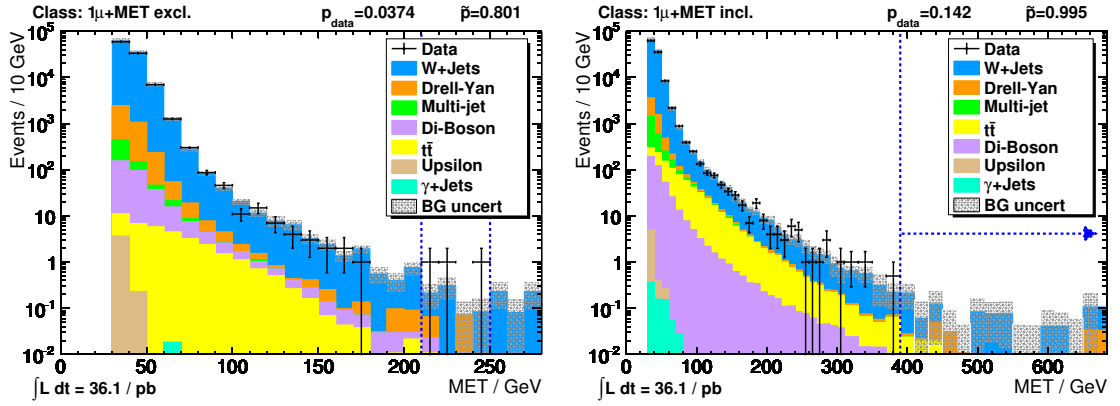 Class: 1μ+MET excl. p_data=0.0374 p̃=0.801
Events / 10 GeV
10^5
10^4
10^3
10^2
10
1
10^-1
10^-2
Data
W+Jets
Drell-Yan
Multi-jet
Di-Boson
tt̄
Upsilon
γ+Jets
BG uncert
0 50 100 150 200 250
∫L dt = 36.1 / pb MET / GeV
Class: 1μ+MET incl. p_data=0.142 p̃=0.995
Events / 10 GeV
10^5
10^4
10^3
10^2
10
1
10^-1
10^-2
Data
W+Jets
Drell-Yan
Multi-jet
tt̄
Di-Boson
Upsilon
γ+Jets
BG uncert
0 100 200 300 400 500 600
∫L dt = 36.1 / pb MET / GeV